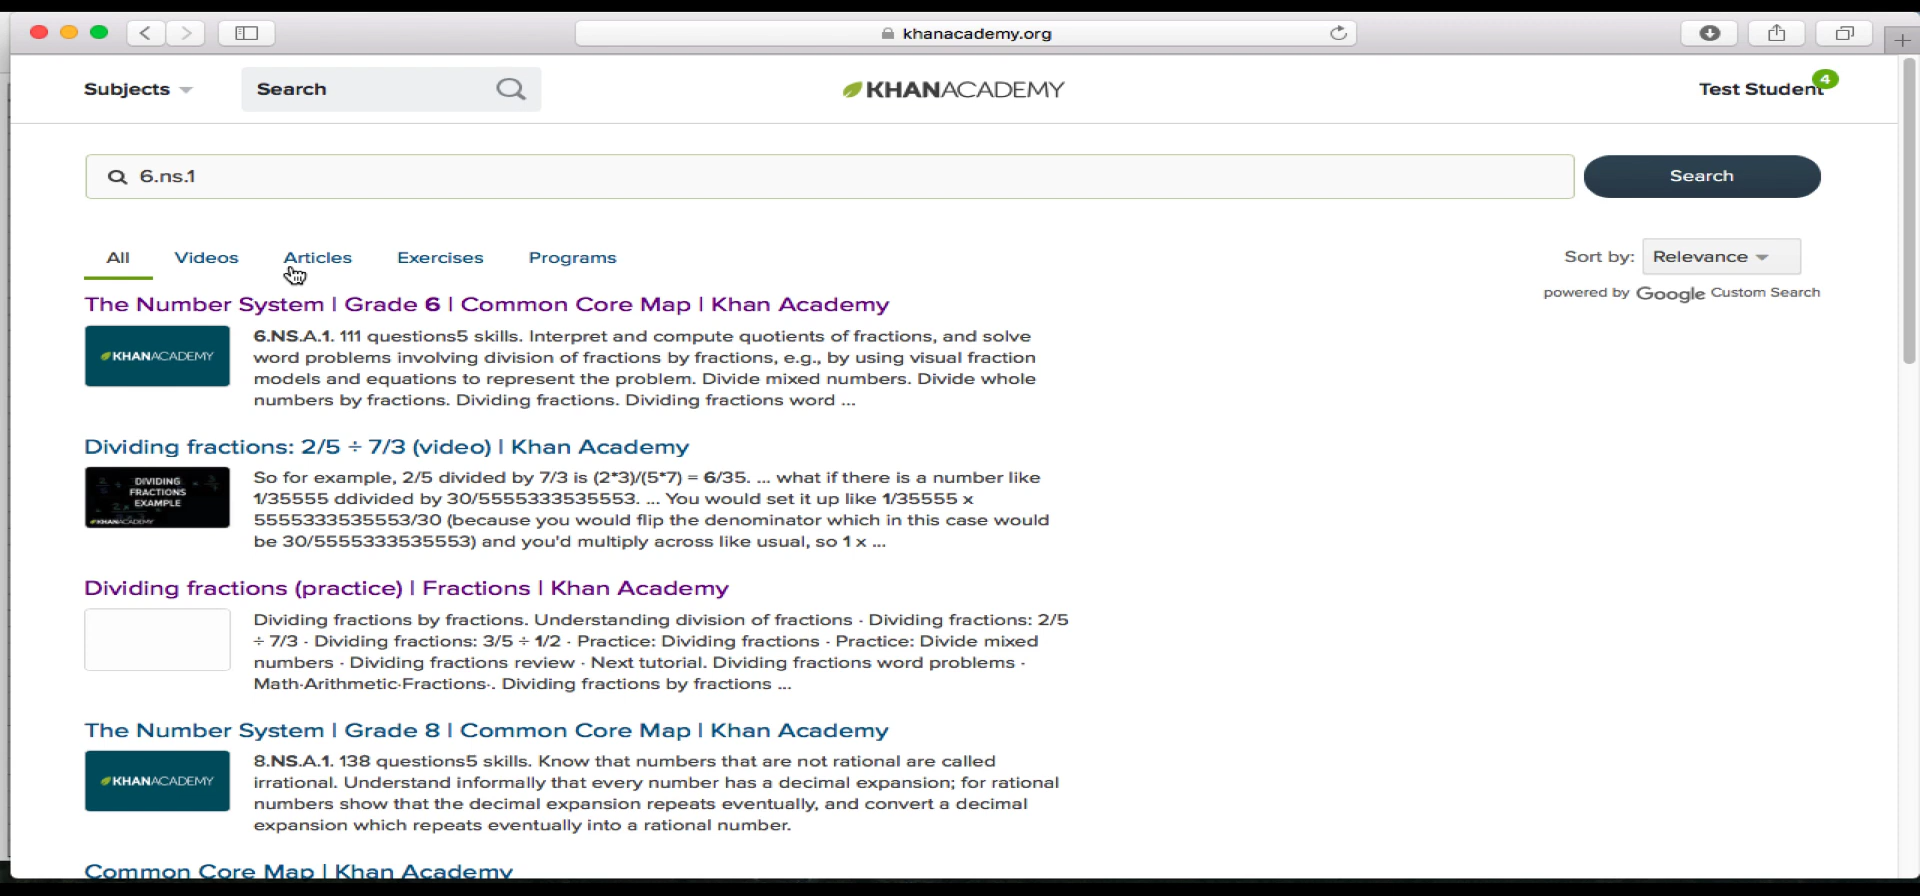 khanacademy.org
Subjects
Search
KHANACADEMY
Test Student
4
6.ns.1
Search
All
Videos
Articles
Exercises
Programs
Sort by: Relevance
powered by Google Custom Search
The Number System | Grade 6 | Common Core Map | Khan Academy
KHANACADEMY
6.NS.A.1. 111 questions5 skills. Interpret and compute quotients of fractions, and solve
word problems involving division of fractions by fractions, e.g., by using visual fraction
models and equations to represent the problem. Divide mixed numbers. Divide whole
numbers by fractions. Dividing fractions. Dividing fractions word ...
Dividing fractions: 2/5 ÷ 7/3 (video) | Khan Academy
DIVIDING
FRACTIONS
EXAMPLE
KHANACADEMY
So for example, 2/5 divided by 7/3 is (2*3)/(5*7) = 6/35. ... what if there is a number like
1/35555 ddivided by 30/5555333535553. ... You would set it up like 1/35555 x
5555333535553/30 (because you would flip the denominator which in this case would
be 30/5555333535553) and you'd multiply across like usual, so 1 x ...
Dividing fractions (practice) | Fractions | Khan Academy
Dividing fractions by fractions. Understanding division of fractions · Dividing fractions: 2/5
÷ 7/3 · Dividing fractions: 3/5 ÷ 1/2 · Practice: Dividing fractions · Practice: Divide mixed
numbers · Dividing fractions review · Next tutorial. Dividing fractions word problems ·
Math·Arithmetic·Fractions·. Dividing fractions by fractions ...
The Number System | Grade 8 | Common Core Map | Khan Academy
KHANACADEMY
8.NS.A.1. 138 questions5 skills. Know that numbers that are not rational are called
irrational. Understand informally that every number has a decimal expansion; for rational
numbers show that the decimal expansion repeats eventually, and convert a decimal
expansion which repeats eventually into a rational number.
Common Core Map | Khan Academy